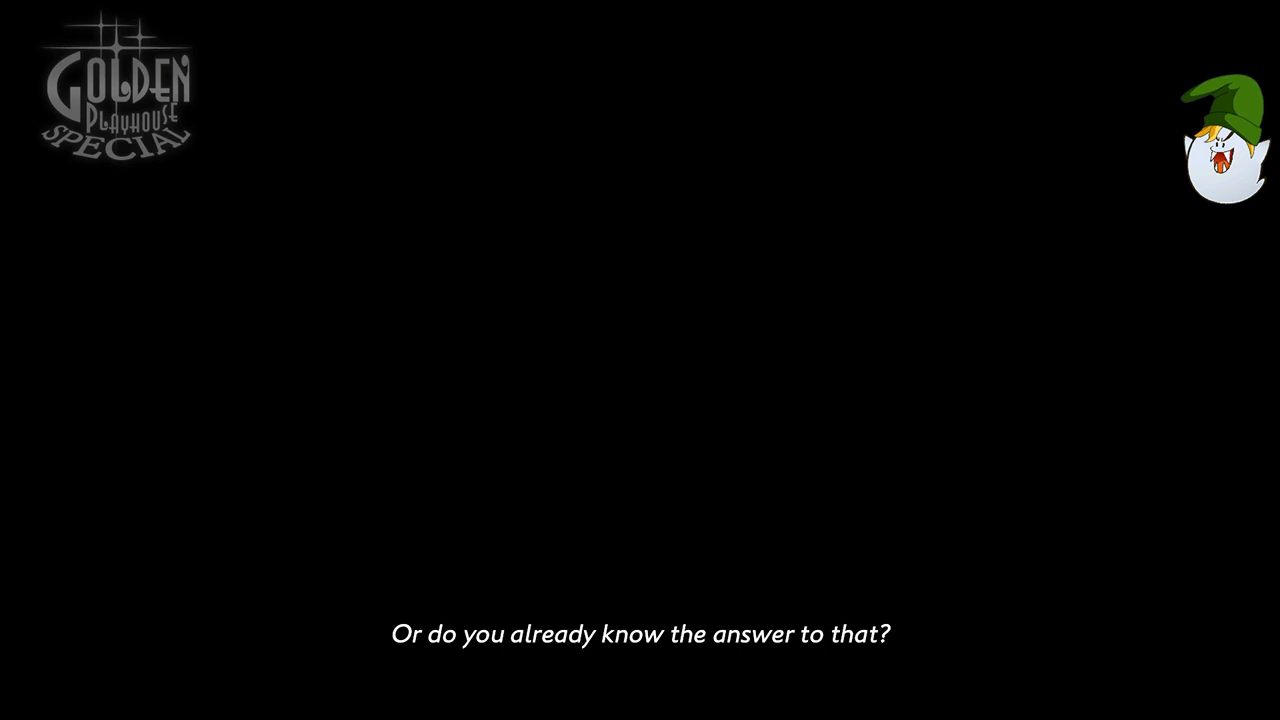 GOLDEN
PLAYHOUSE
SPECIAL
Or do you already know the answer to that?